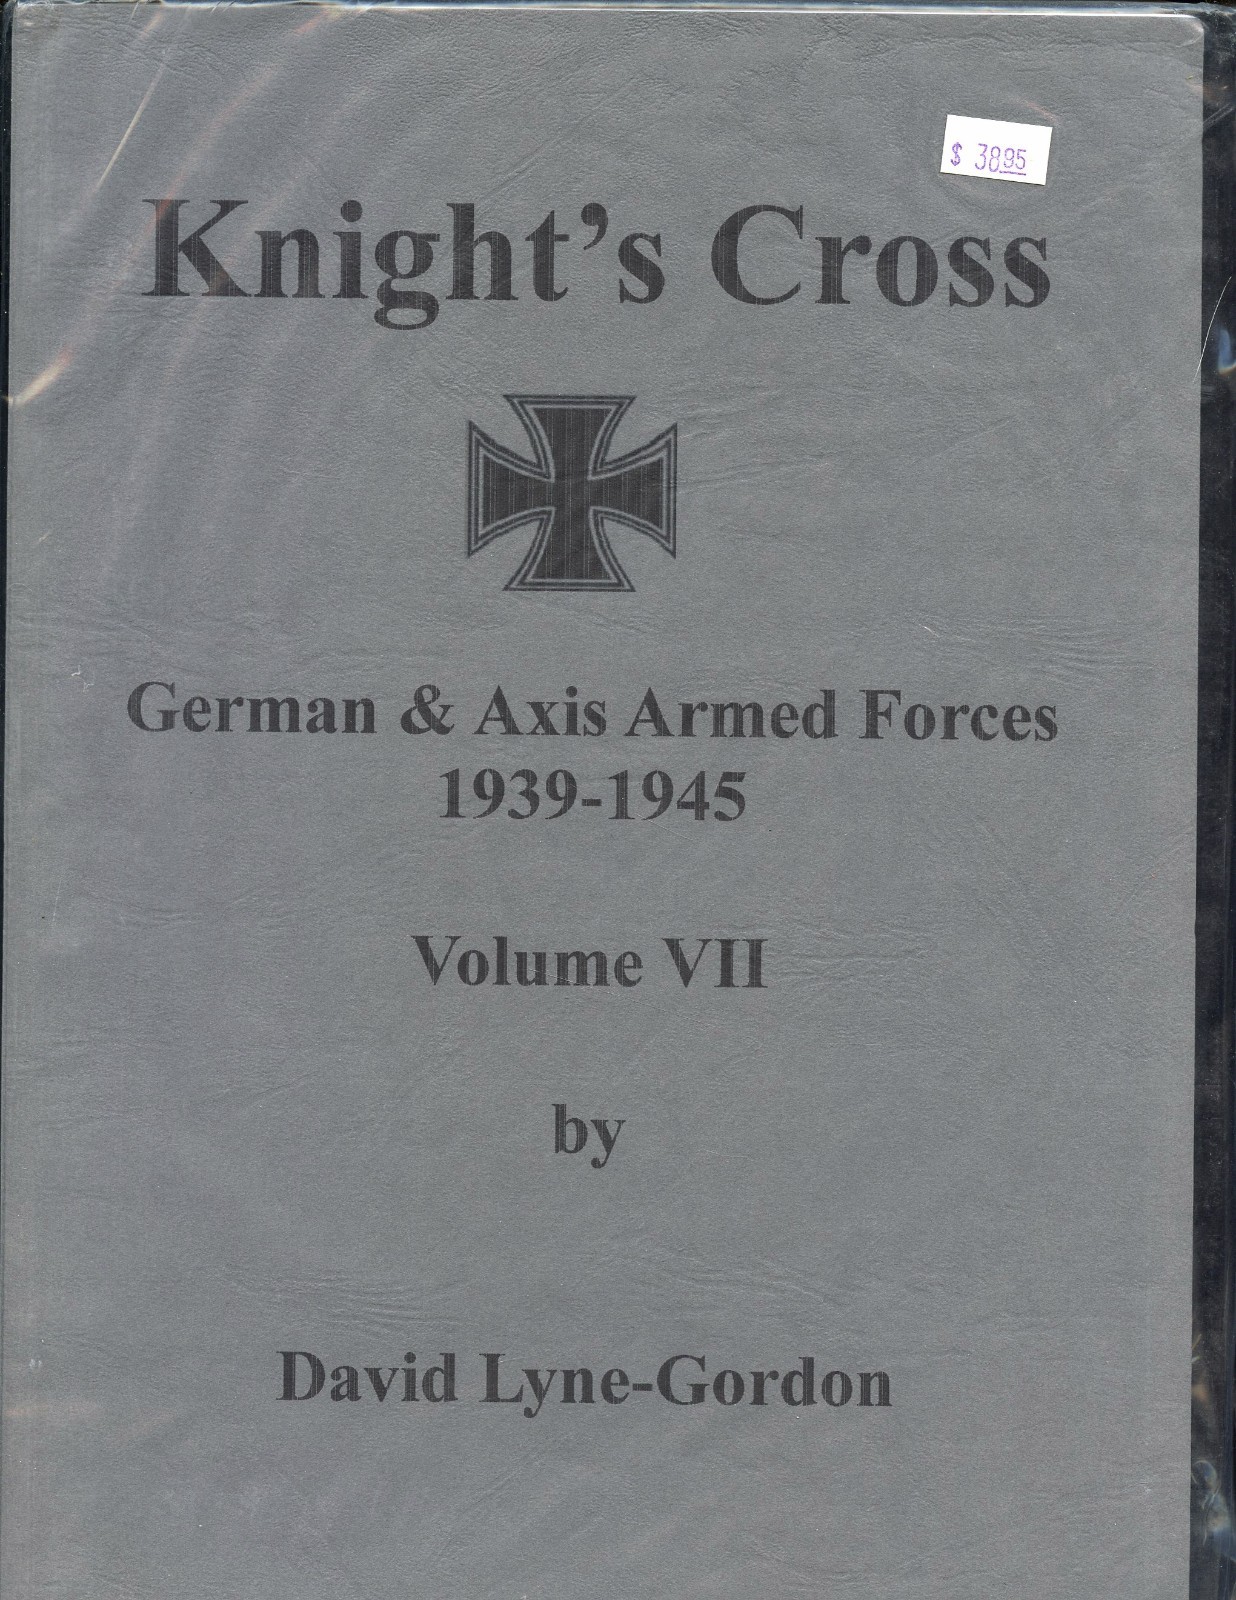 $ 38.95
Knight's Cross
German & Axis Armed Forces
1939-1945
Volume VII
by
David Lyne-Gordon